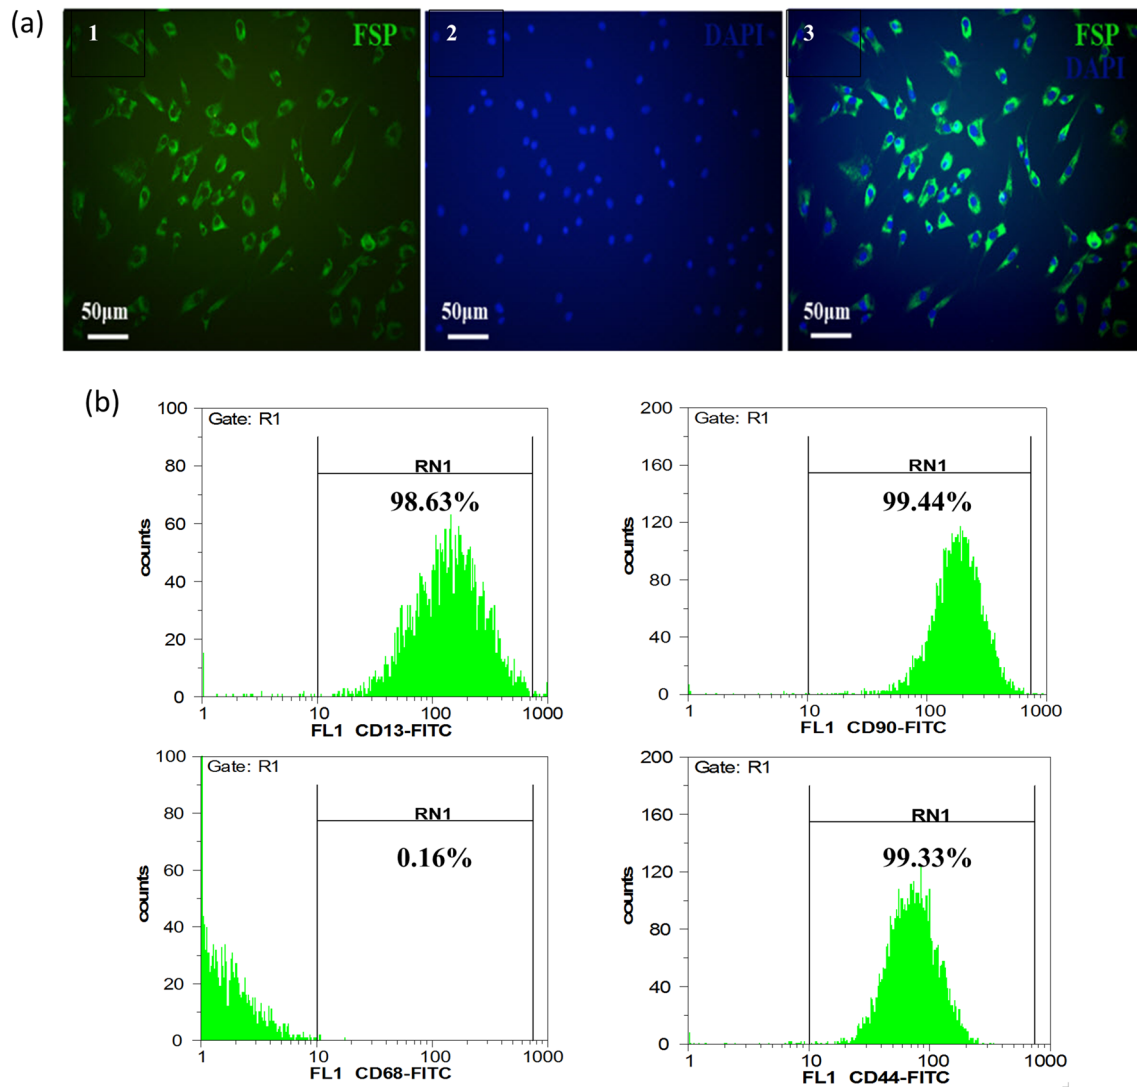 (a)
1 FSP
2 DAPI
3 FSP
DAPI
50µm
50µm
50µm
(b)
100
80
60
40
20
0
counts
Gate: R1
RN1
98.63%
1 10 100 1000
FL1 CD13-FITC
200
160
120
80
40
0
counts
Gate: R1
RN1
99.44%
1 10 100 1000
FL1 CD90-FITC
100
80
60
40
20
0
counts
Gate: R1
RN1
0.16%
1 10 100 1000
FL1 CD68-FITC
200
160
120
80
40
0
counts
Gate: R1
RN1
99.33%
1 10 100 1000
FL1 CD44-FITC